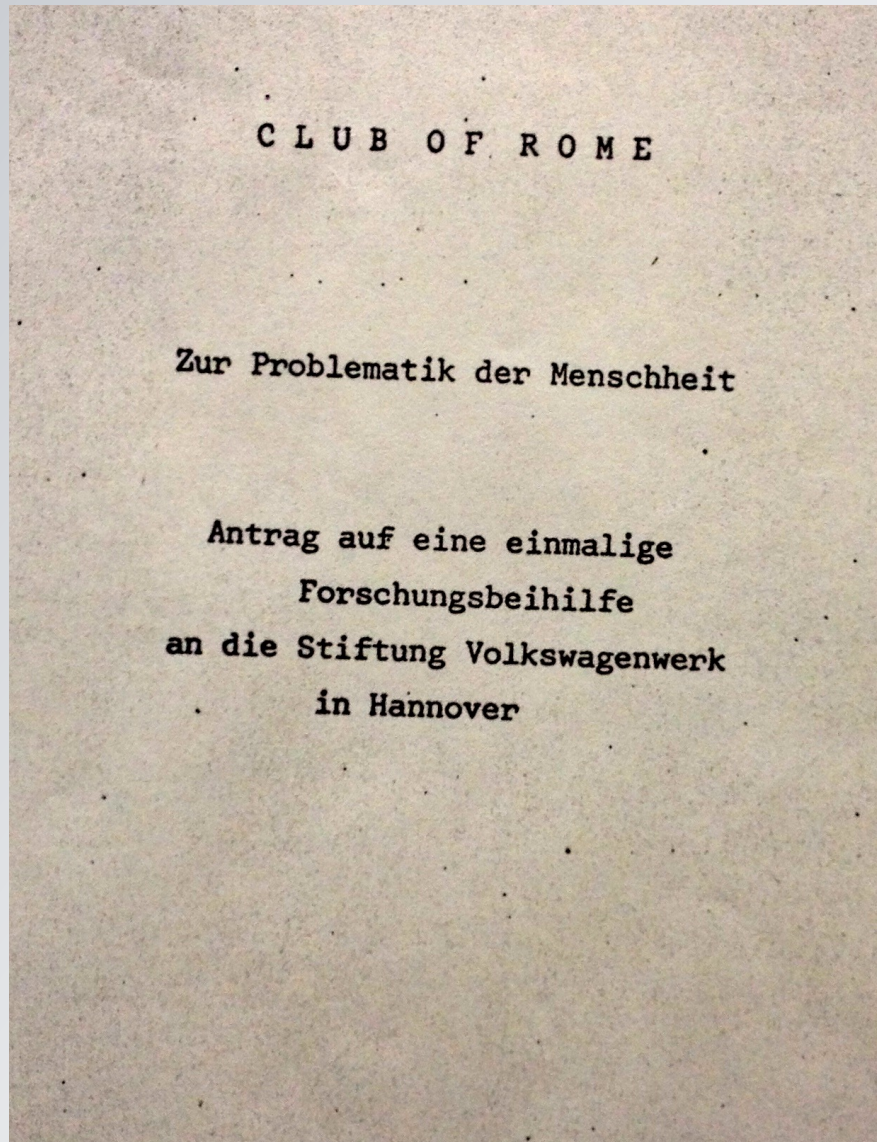 CLUB OF ROME
Zur Problematik der Menschheit
Antrag auf eine einmalige
Forschungsbeihilfe
an die Stiftung Volkswagenwerk
in Hannover